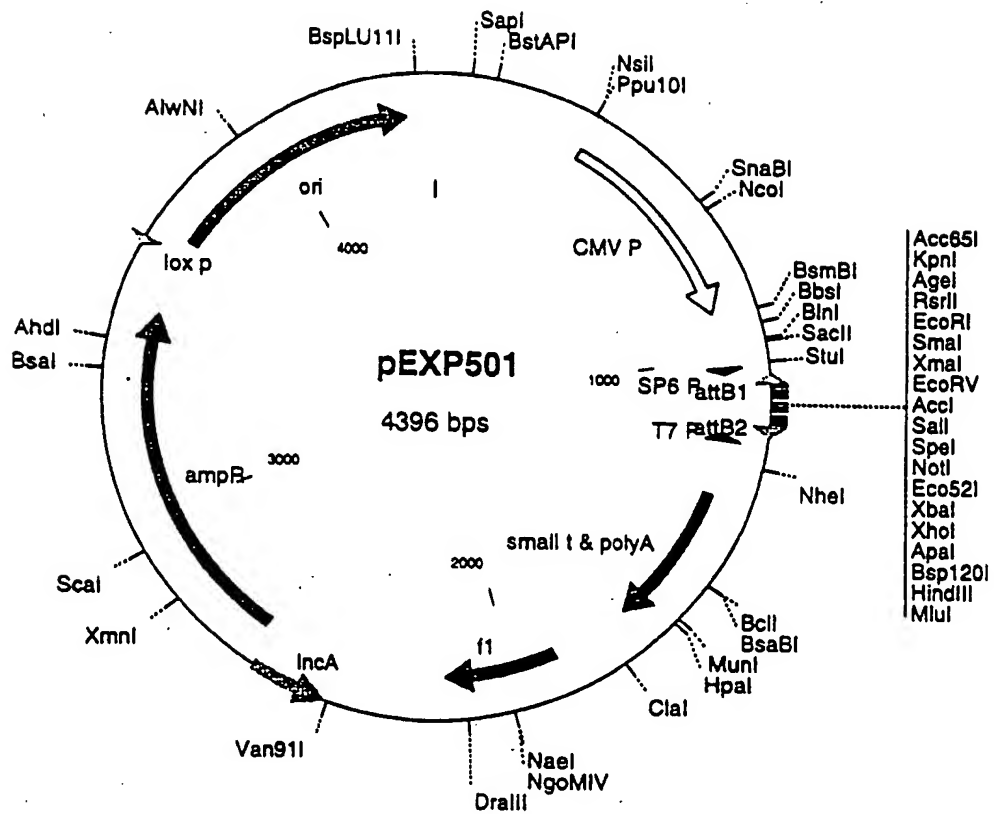 BspLU11I
SapI
BstAPI
NsiI
Ppu10I
AlwNI
SnaBI
NcoI
ori
4000
CMV P
lox p
BsmBI
BbsI
BlnI
SacII
StuI
AhdI
BsaI
pEXP501
4396 bps
1000
SP6 P
attB1
T7 P
attB2
Acc65I
KpnI
AgeI
RsrII
EcoRI
SmaI
XmaI
EcoRV
AccI
SalI
SpeI
NotI
Eco52I
XbaI
XhoI
ApaI
Bsp120I
HindIII
MluI
NheI
ampR
3000
small t & polyA
2000
ScaI
XmnI
BclI
BsaBI
MunI
HpaI
ClaI
f1
IncA
Van91I
NaeI
NgoMIV
DraIII